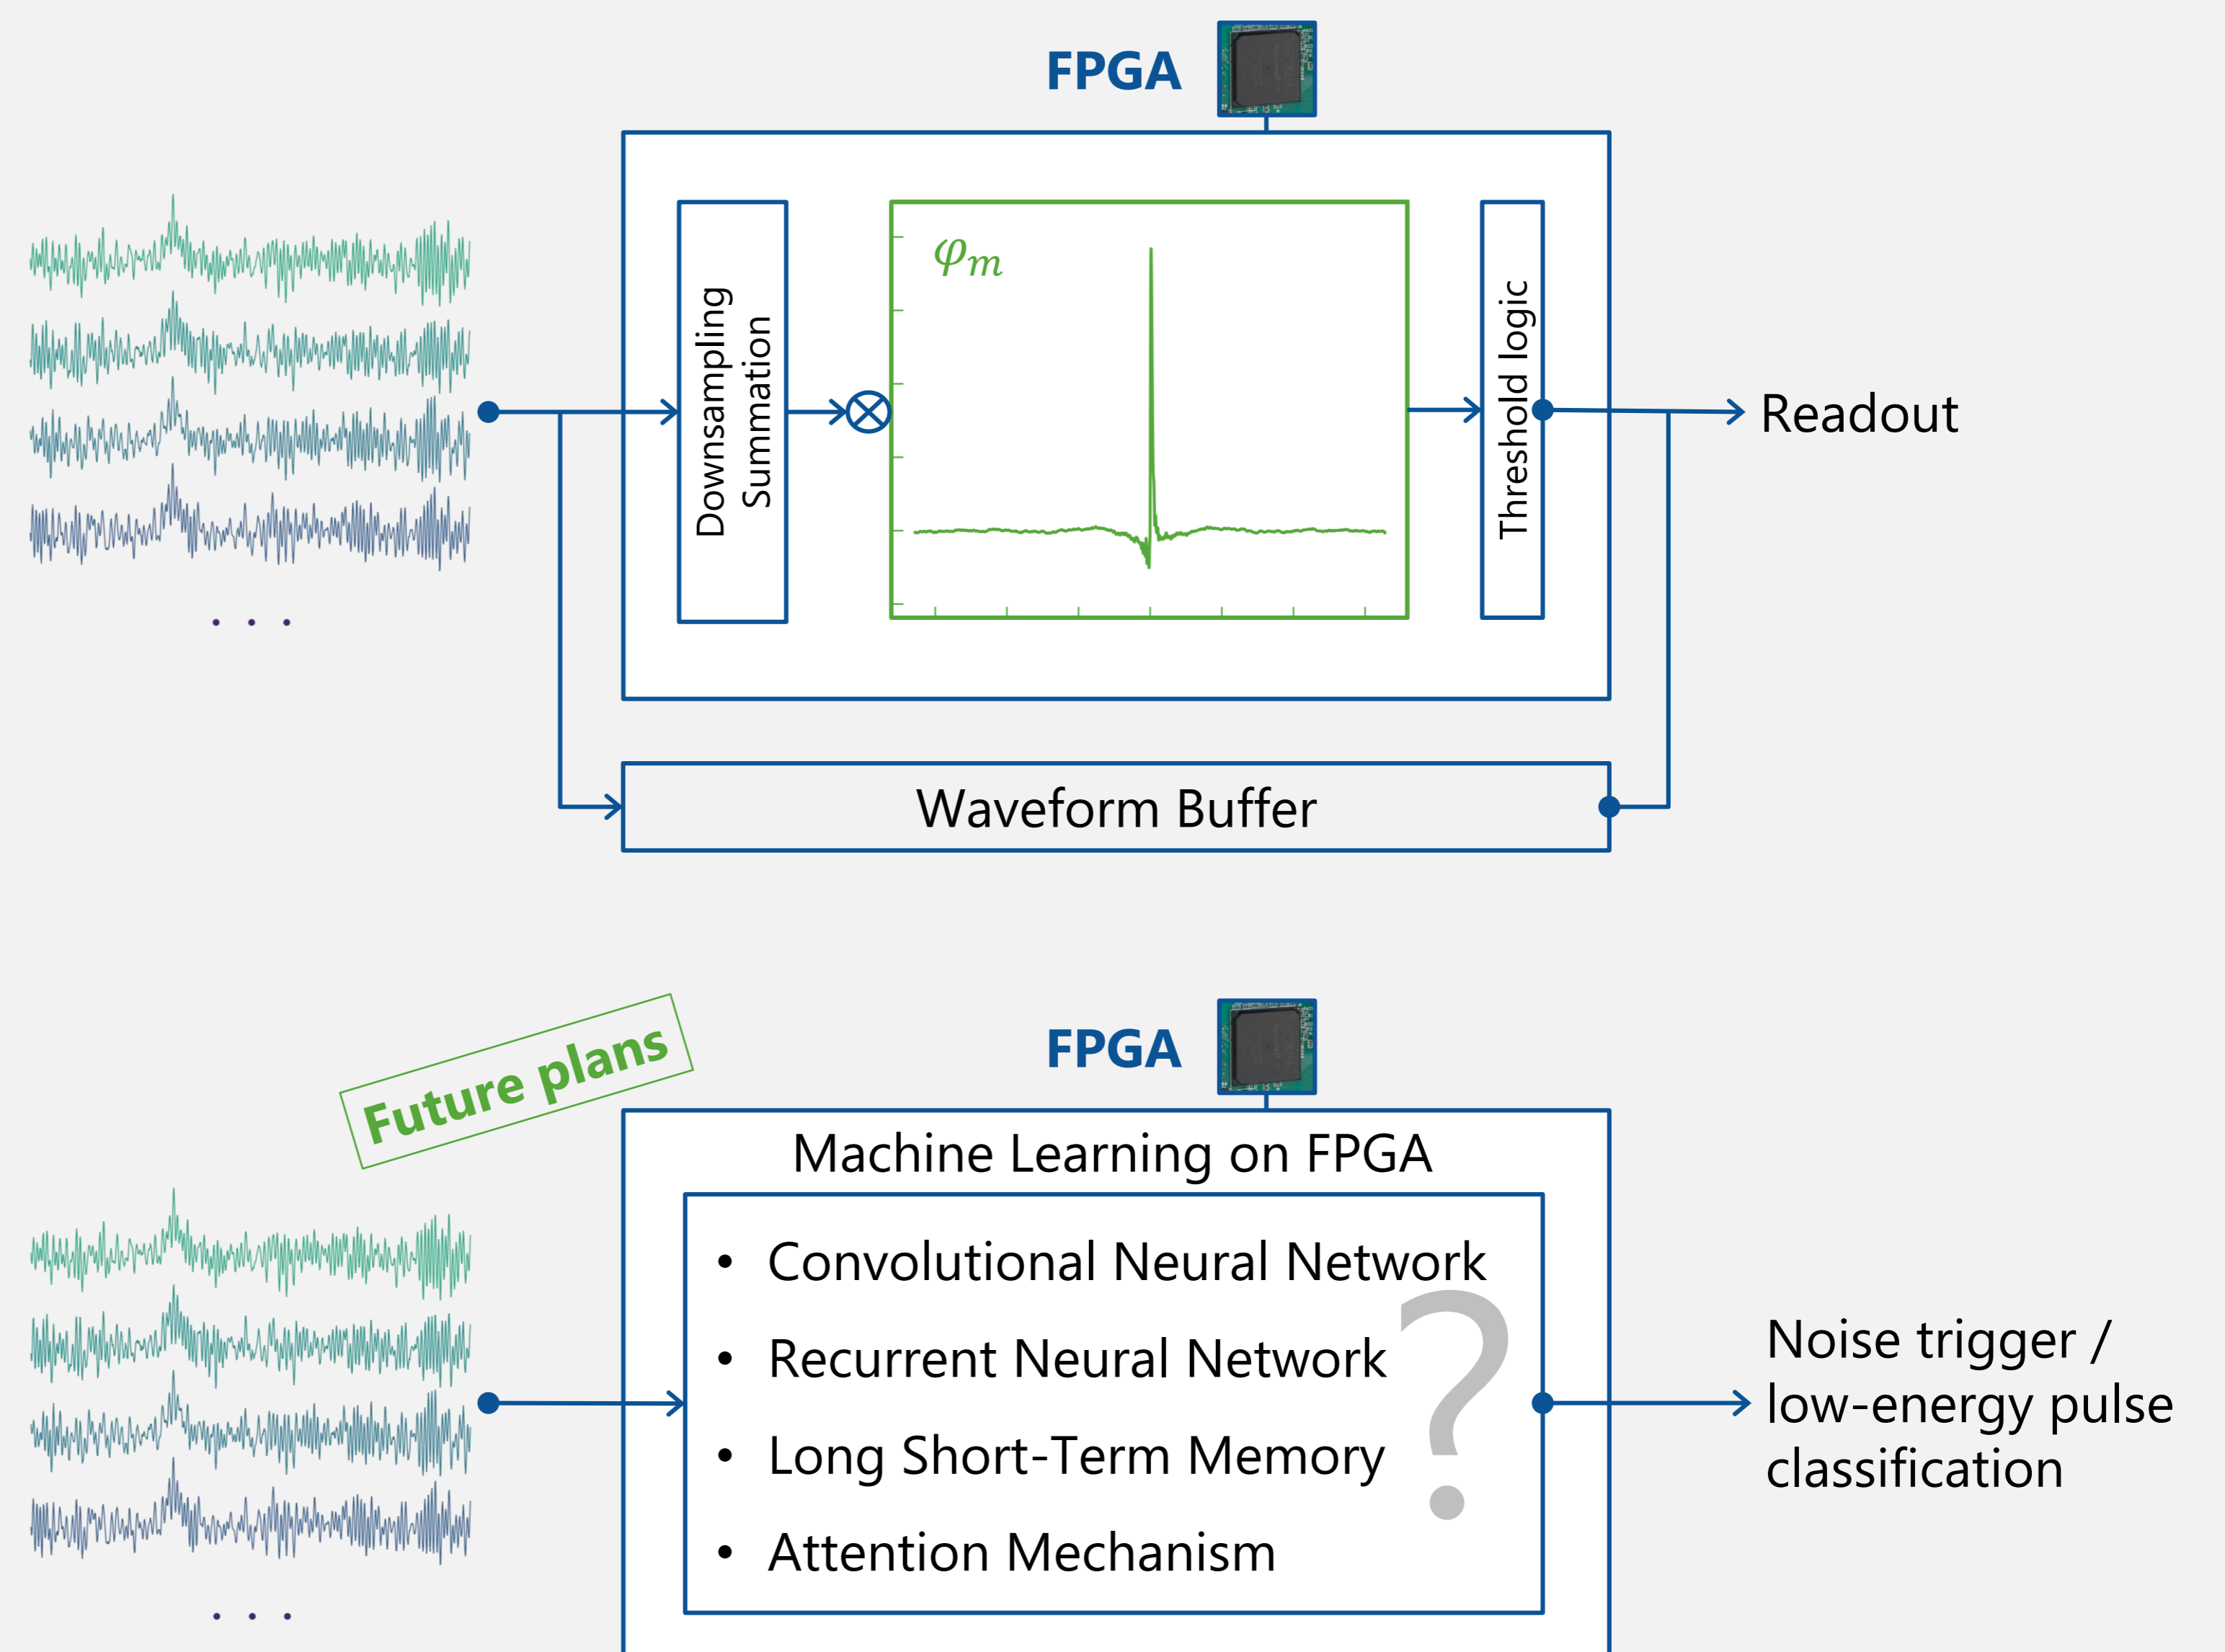 FPGA
φm
Downsampling
Summation
Threshold logic
Readout
Waveform Buffer
Future plans
FPGA
Machine Learning on FPGA
• Convolutional Neural Network
• Recurrent Neural Network
• Long Short-Term Memory
• Attention Mechanism
?
Noise trigger /
low-energy pulse
classification